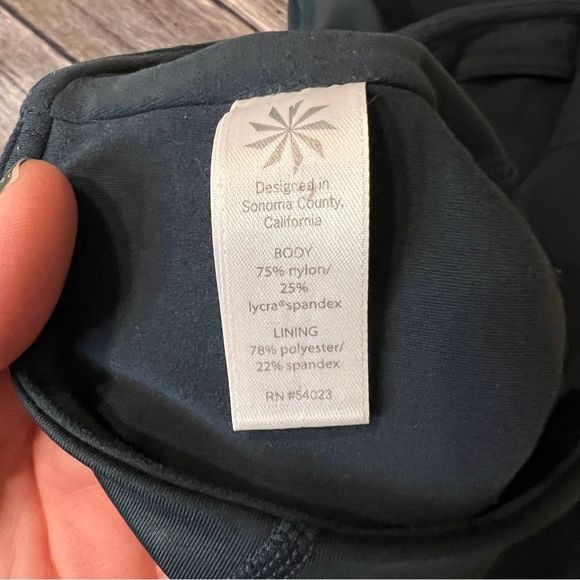 Designed in
Sonoma County,
California
BODY
75% nylon/
25%
lycra®spandex
LINING
78% polyester/
22% spandex
RN #54023